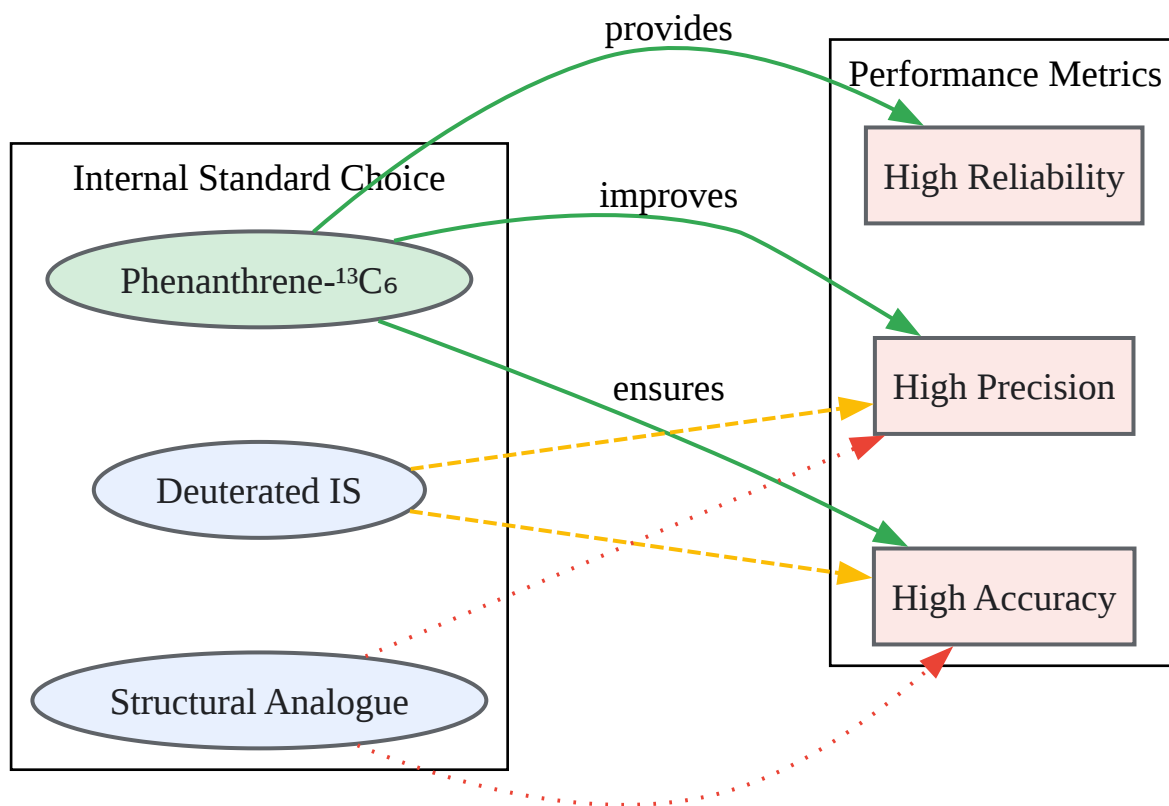 provides
Performance Metrics
High Reliability
Internal Standard Choice
improves
Phenanthrene-¹³C₆
ensures
High Precision
Deuterated IS
High Accuracy
Structural Analogue